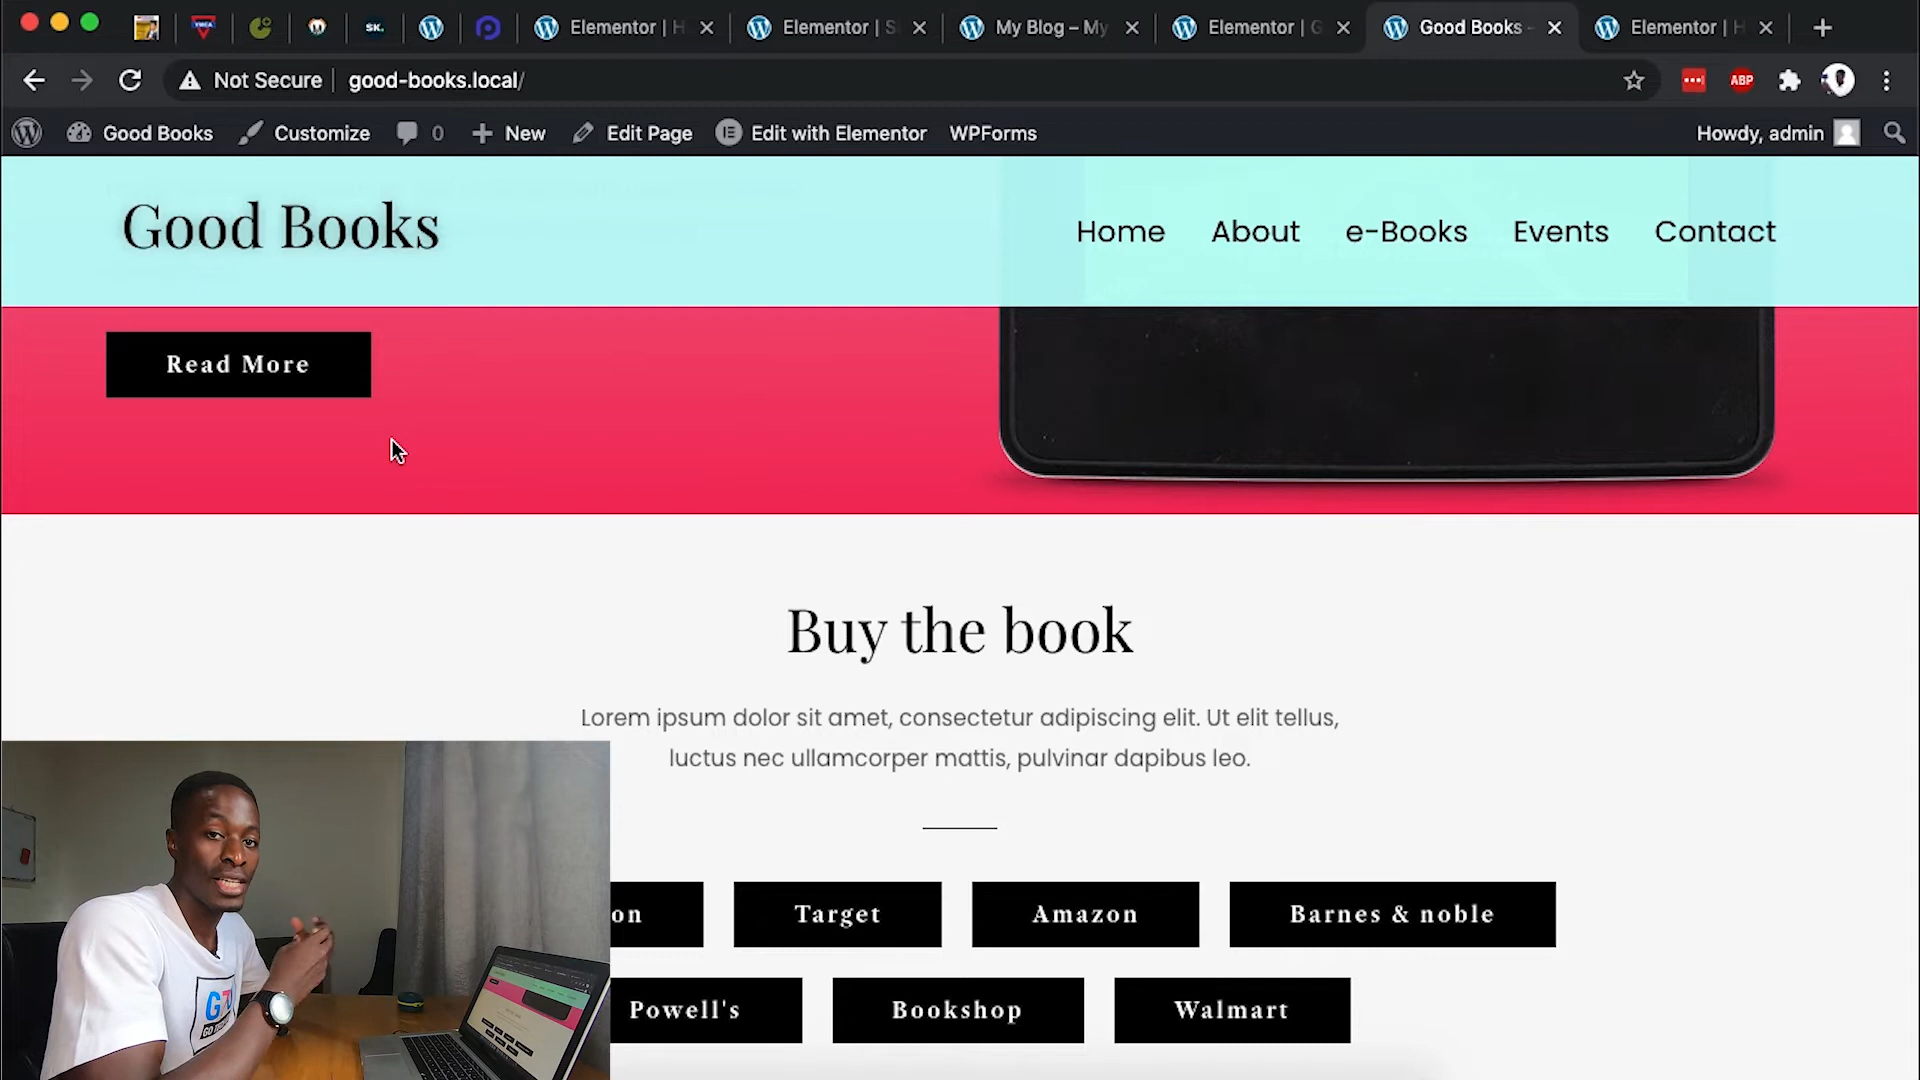 SK.
Elementor | H
Elementor | S
My Blog – My
Elementor | G
Good Books -
Elementor | H
Not Secure
good-books.local/
ABP
Good Books
Customize
0
New
Edit Page
Edit with Elementor
WPForms
Howdy, admin
Good Books
Home
About
e-Books
Events
Contact
Read More
Buy the book
Lorem ipsum dolor sit amet, consectetur adipiscing elit. Ut elit tellus,
luctus nec ullamcorper mattis, pulvinar dapibus leo.
on
Target
Amazon
Barnes & noble
Powell's
Bookshop
Walmart